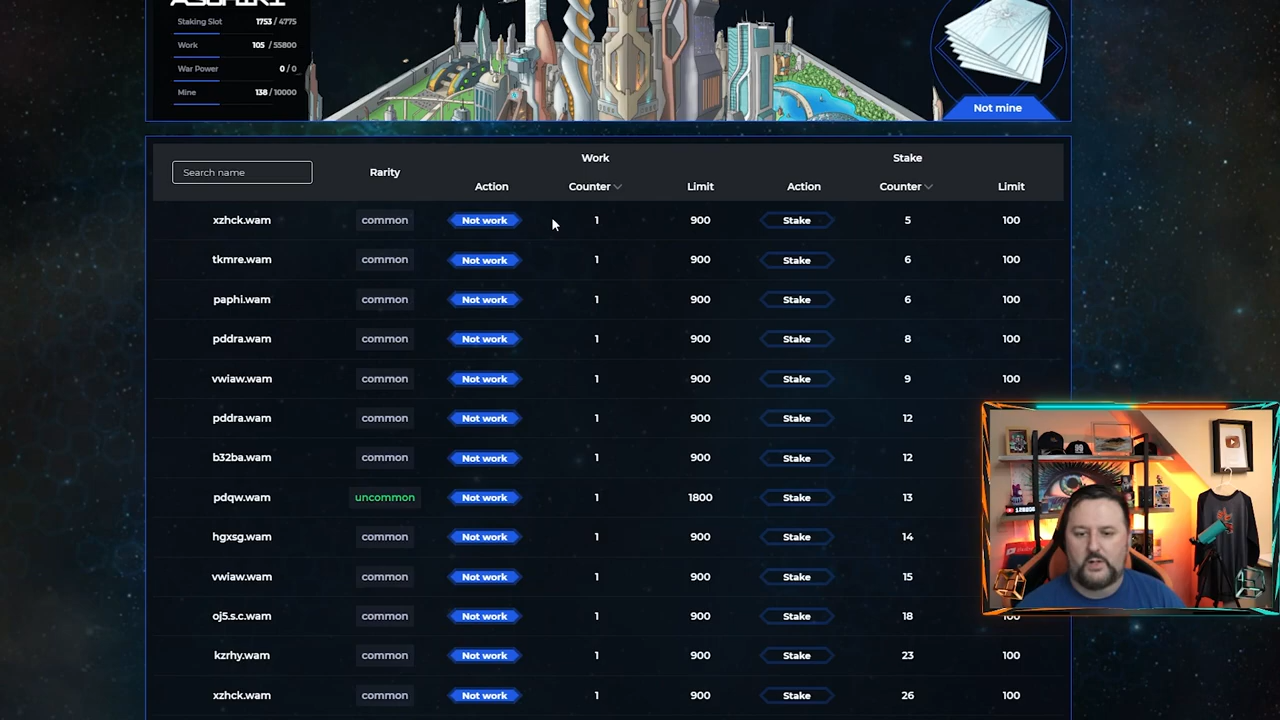 Staking Slot 1753 / 4775
Work 105 / 55800
War Power 0 / 0
Mine 138 / 10000
Not mine
Work Stake
Search name Rarity
Action Counter Limit Action Counter Limit
xzhck.wam common Not work 1 900 Stake 5 100
tkmre.wam common Not work 1 900 Stake 6 100
paphi.wam common Not work 1 900 Stake 6 100
pddra.wam common Not work 1 900 Stake 8 100
vwiaw.wam common Not work 1 900 Stake 9 100
pddra.wam common Not work 1 900 Stake 12
b32ba.wam common Not work 1 900 Stake 12
pdqw.wam uncommon Not work 1 1800 Stake 13
hgxsg.wam common Not work 1 900 Stake 14
vwiaw.wam common Not work 1 900 Stake 15
oj5.s.c.wam common Not work 1 900 Stake 18 100
kzrhy.wam common Not work 1 900 Stake 23 100
xzhck.wam common Not work 1 900 Stake 26 100